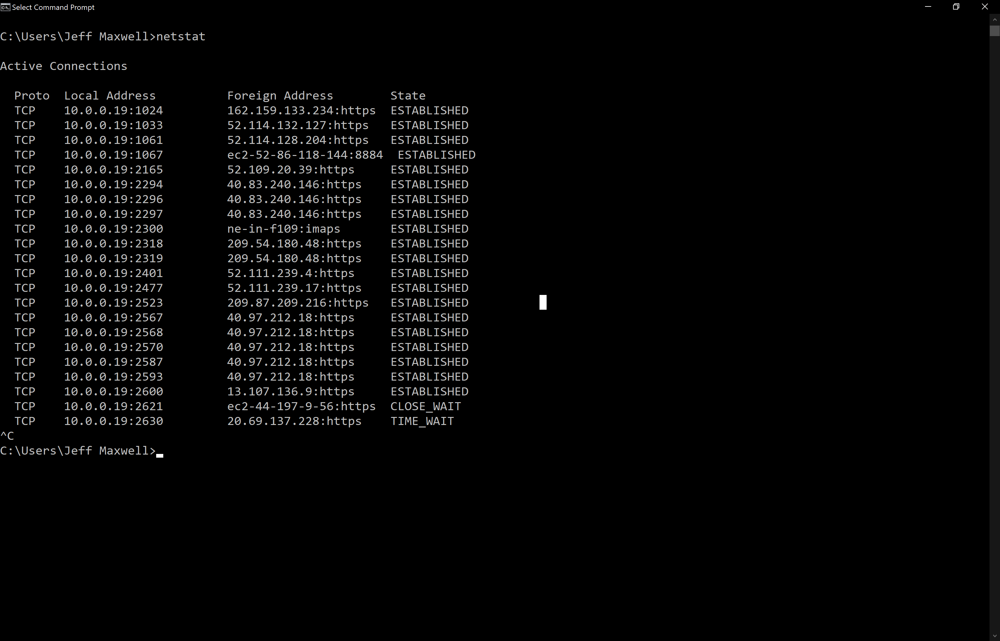 Select Command Prompt
C:\Users\Jeff Maxwell>netstat
Active Connections
  Proto  Local Address          Foreign Address        State
  TCP    10.0.0.19:1024         162.159.133.234:https  ESTABLISHED
  TCP    10.0.0.19:1033         52.114.132.127:https   ESTABLISHED
  TCP    10.0.0.19:1061         52.114.128.204:https   ESTABLISHED
  TCP    10.0.0.19:1067         ec2-52-86-118-144:8884  ESTABLISHED
  TCP    10.0.0.19:2165         52.109.20.39:https     ESTABLISHED
  TCP    10.0.0.19:2294         40.83.240.146:https    ESTABLISHED
  TCP    10.0.0.19:2296         40.83.240.146:https    ESTABLISHED
  TCP    10.0.0.19:2297         40.83.240.146:https    ESTABLISHED
  TCP    10.0.0.19:2300         ne-in-f109:imaps       ESTABLISHED
  TCP    10.0.0.19:2318         209.54.180.48:https    ESTABLISHED
  TCP    10.0.0.19:2319         209.54.180.48:https    ESTABLISHED
  TCP    10.0.0.19:2401         52.111.239.4:https     ESTABLISHED
  TCP    10.0.0.19:2477         52.111.239.17:https    ESTABLISHED
  TCP    10.0.0.19:2523         209.87.209.216:https   ESTABLISHED
  TCP    10.0.0.19:2567         40.97.212.18:https     ESTABLISHED
  TCP    10.0.0.19:2568         40.97.212.18:https     ESTABLISHED
  TCP    10.0.0.19:2570         40.97.212.18:https     ESTABLISHED
  TCP    10.0.0.19:2587         40.97.212.18:https     ESTABLISHED
  TCP    10.0.0.19:2593         40.97.212.18:https     ESTABLISHED
  TCP    10.0.0.19:2600         13.107.136.9:https     ESTABLISHED
  TCP    10.0.0.19:2621         ec2-44-197-9-56:https  CLOSE_WAIT
  TCP    10.0.0.19:2630         20.69.137.228:https    TIME_WAIT
^C
C:\Users\Jeff Maxwell>